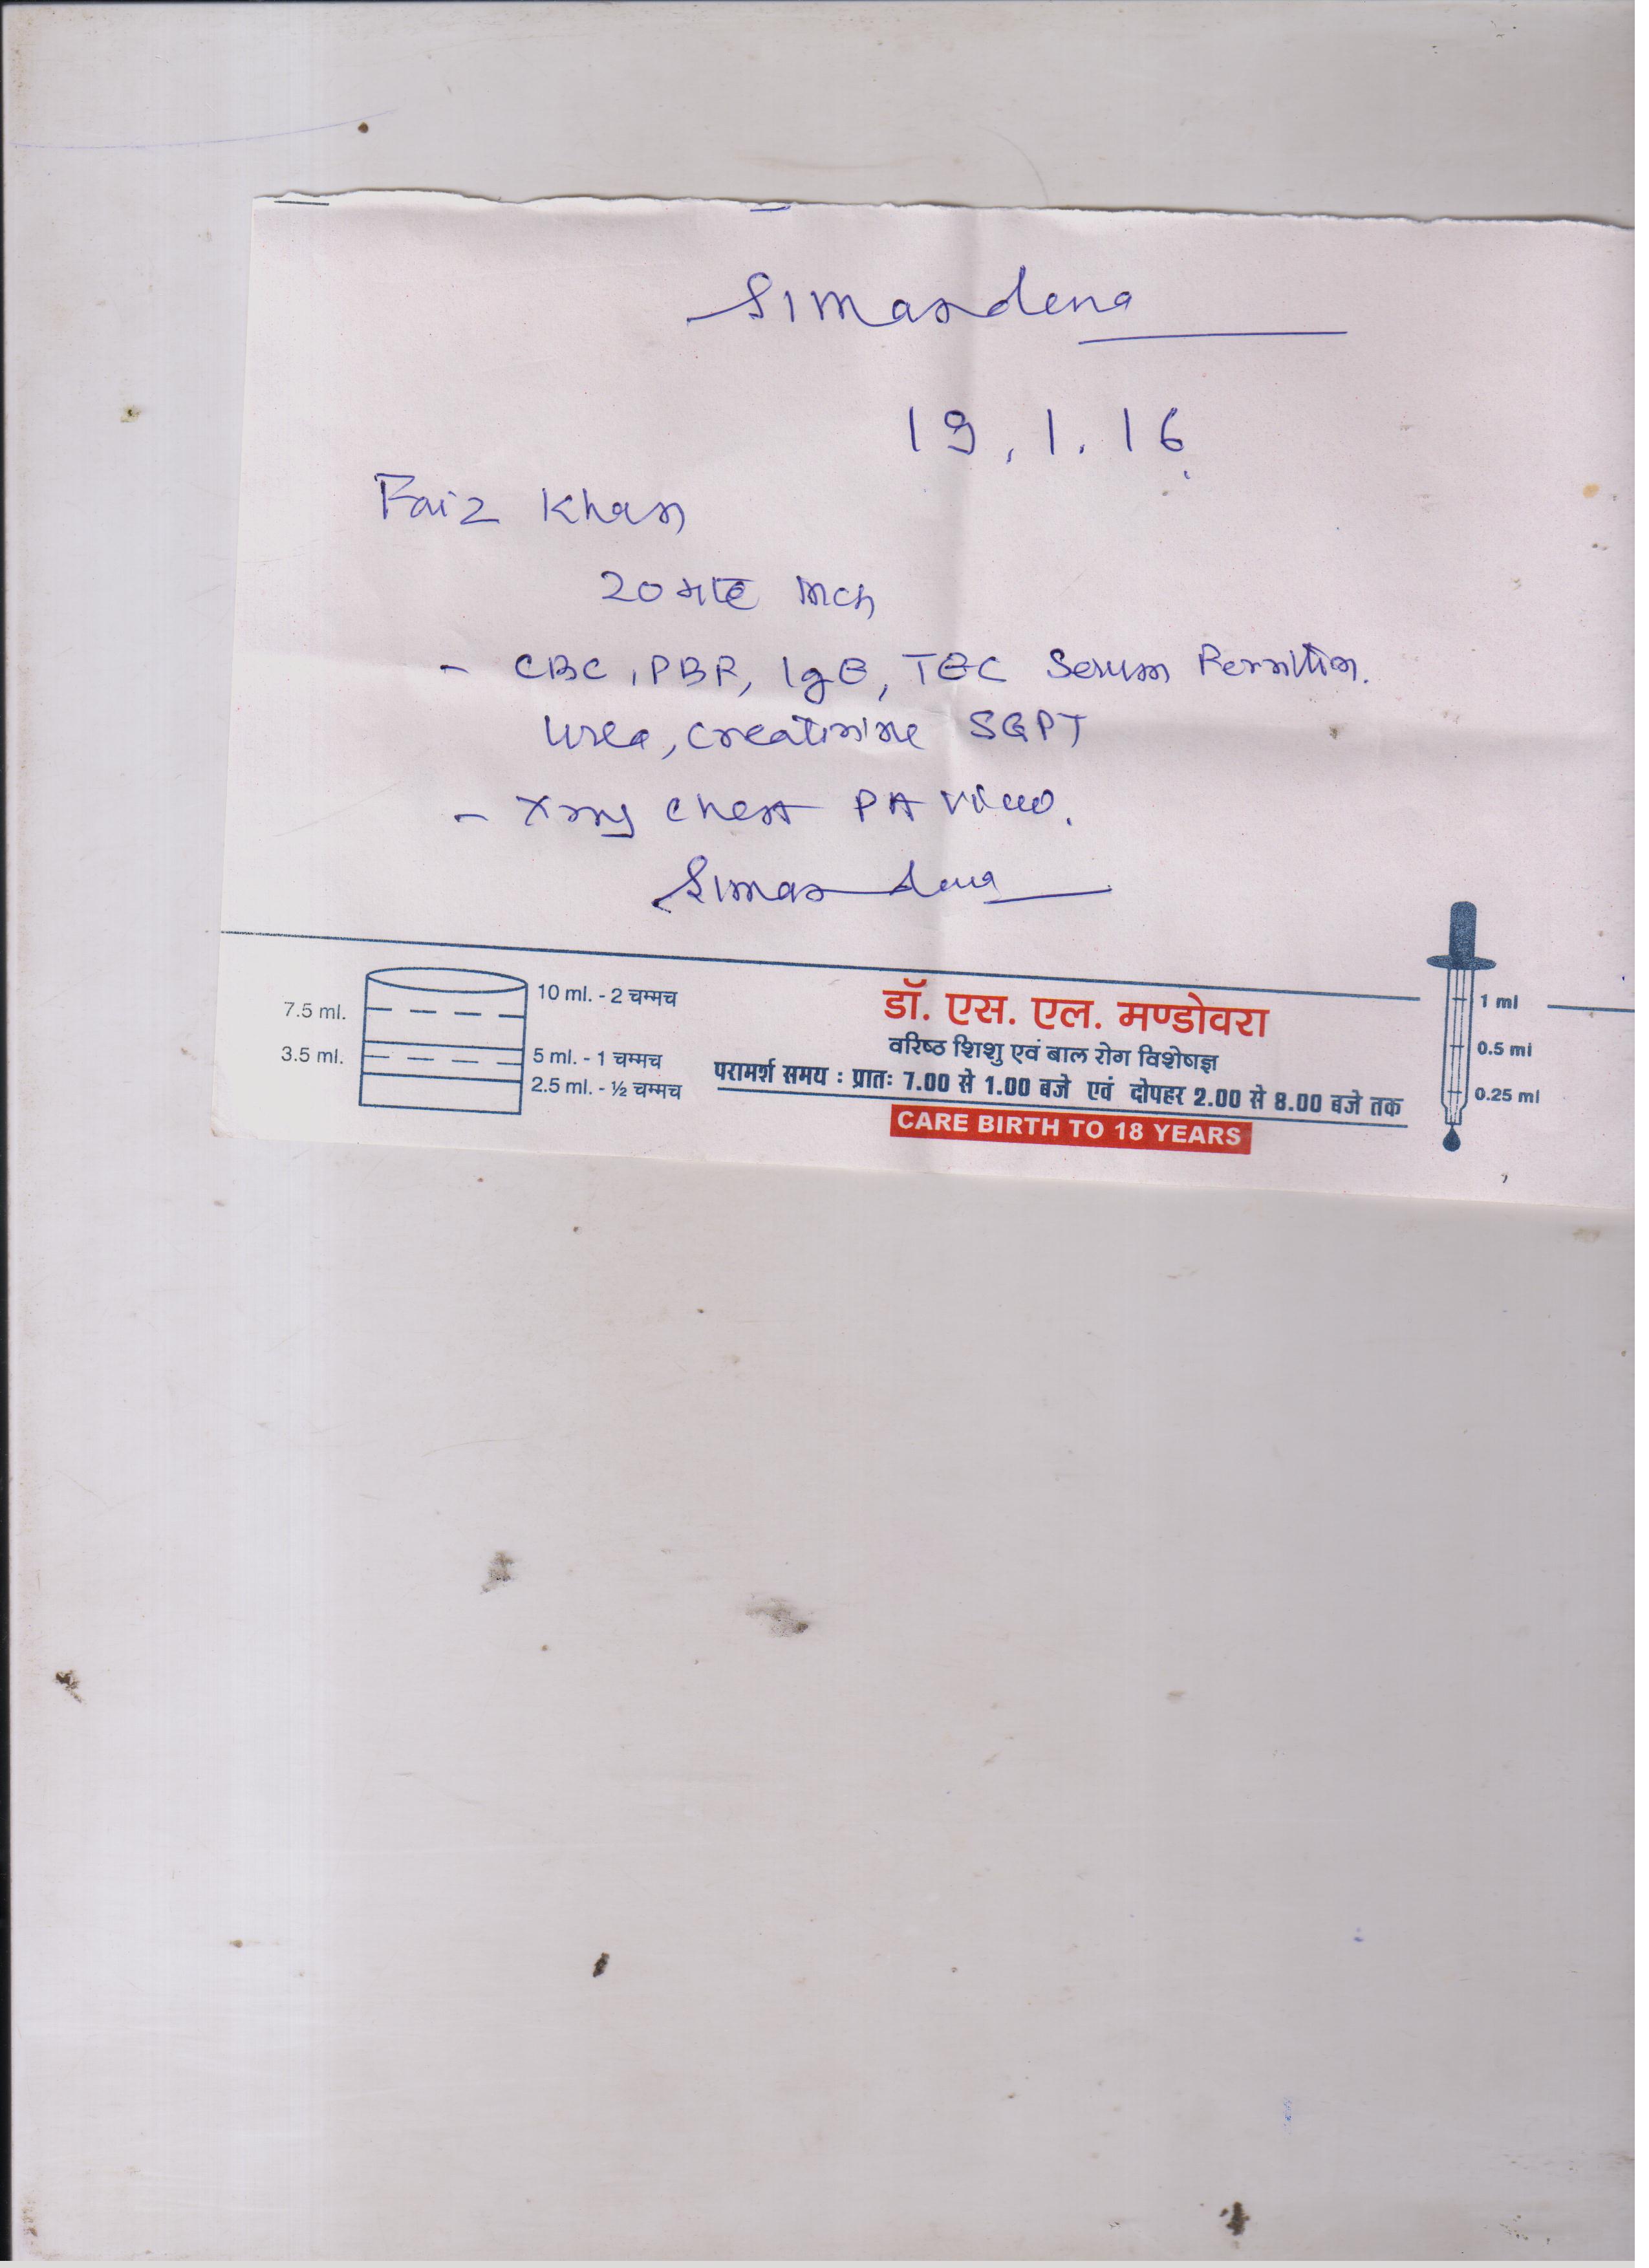 SlMandena
19.1.16
Faiz Khan
20 माह mch
- CBC, PBF, IgE, TEC Serum Ferritin.
Urea, Creatinine SGPT
- Xray Chest PA View.
SlMandena
7.5 ml.
10 ml. - 2 चम्मच
3.5 ml.
5 ml. - 1 चम्मच
2.5 ml. - ½ चम्मच
डॉ. एस. एल. मण्डोवरा
वरिष्ठ शिशु एवं बाल रोग विशेषज्ञ
परामर्श समय : प्रातः 7.00 से 1.00 बजे एवं दोपहर 2.00 से 8.00 बजे तक
CARE BIRTH TO 18 YEARS
1 ml
0.5 ml
0.25 ml